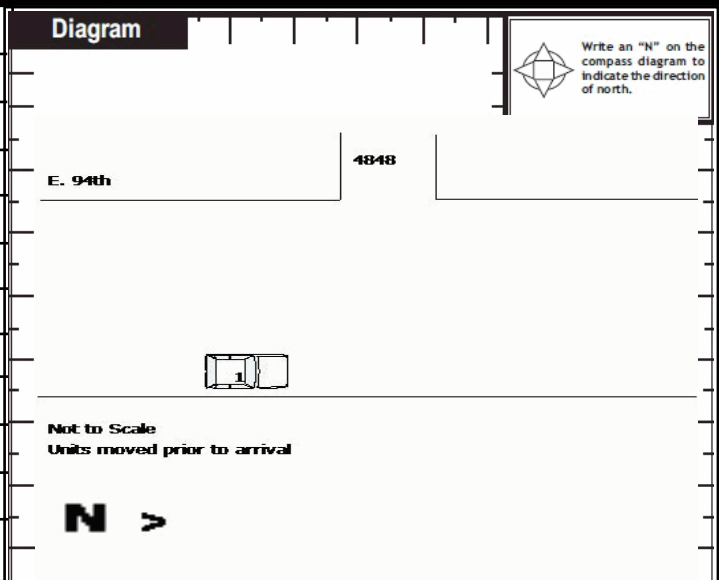 Diagram
Write an “N” on the
compass diagram to
indicate the direction
of north.
4848
E. 94th
1
Not to Scale
Units moved prior to arrival
N >